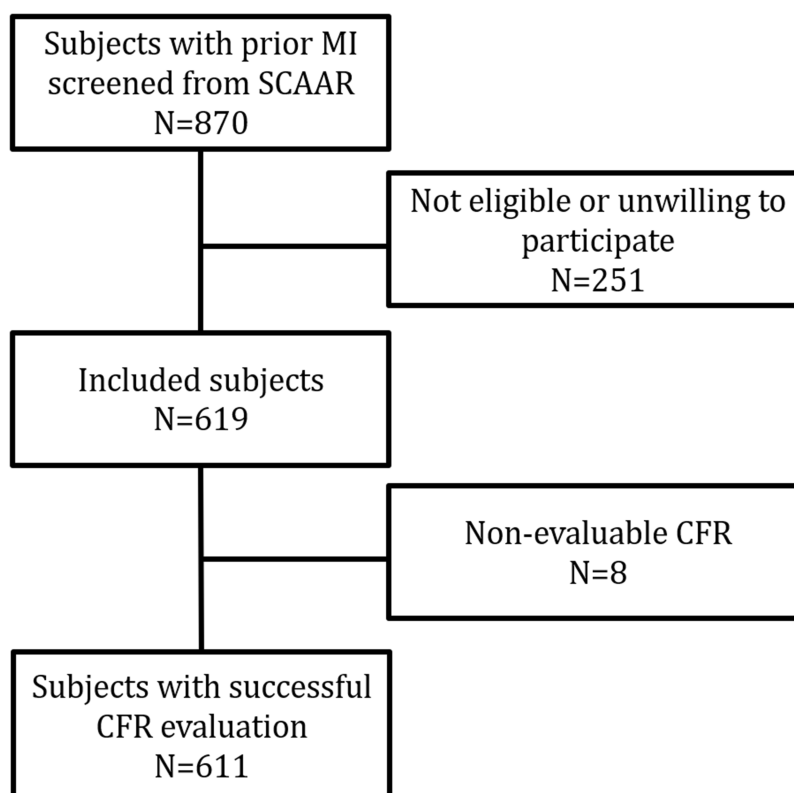 Subjects with prior MI
screened from SCAAR
N=870
Not eligible or unwilling to
participate
N=251
Included subjects
N=619
Non-evaluable CFR
N=8
Subjects with successful
CFR evaluation
N=611